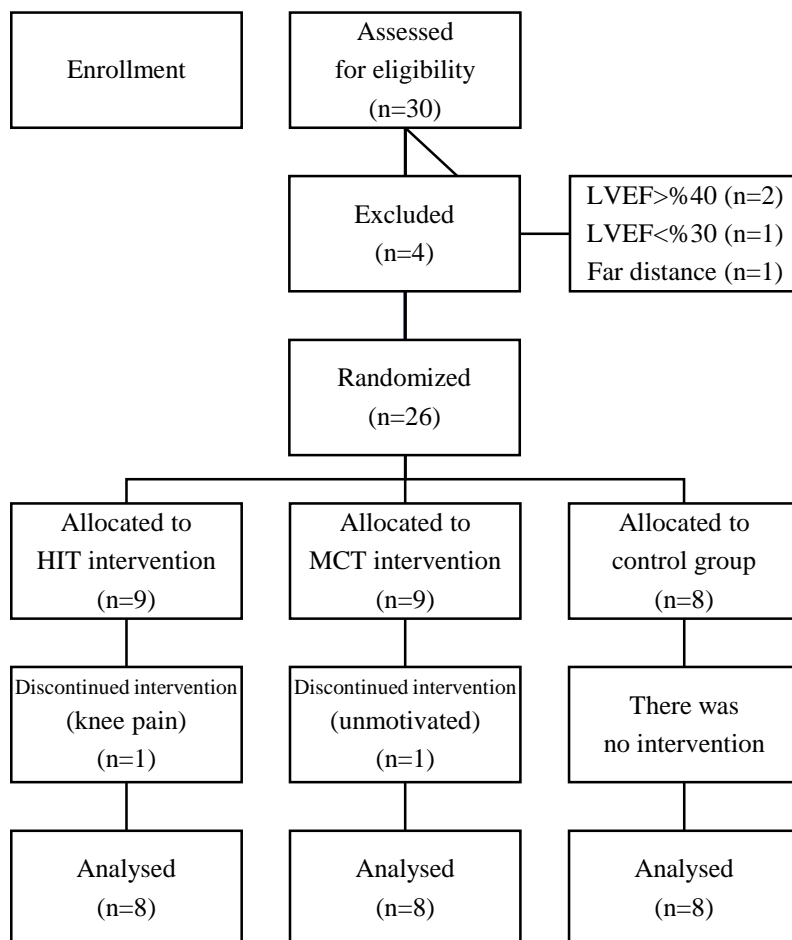 Enrollment
Assessed
for eligibility
(n=30)
Excluded
(n=4)
LVEF>%40 (n=2)
LVEF<%30 (n=1)
Far distance (n=1)
Randomized
(n=26)
Allocated to
HIT intervention
(n=9)
Allocated to
MCT intervention
(n=9)
Allocated to
control group
(n=8)
Discontinued intervention
(knee pain)
(n=1)
Discontinued intervention
(unmotivated)
(n=1)
There was
no intervention
Analysed
(n=8)
Analysed
(n=8)
Analysed
(n=8)